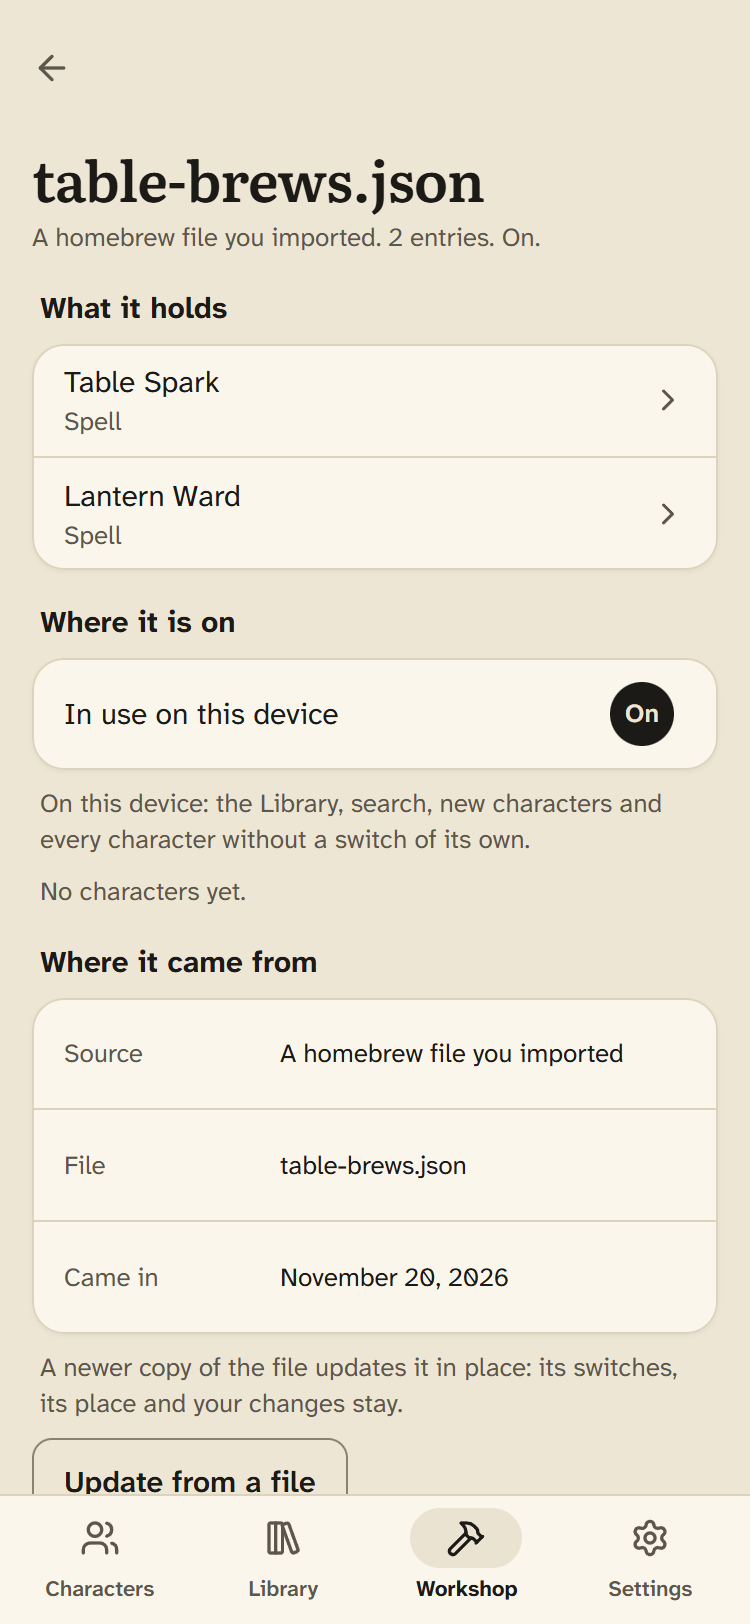 table-brews.json
A homebrew file you imported. 2 entries. On.
What it holds
Table Spark
Spell
Lantern Ward
Spell
Where it is on
In use on this device
On
On this device: the Library, search, new characters and
every character without a switch of its own.
No characters yet.
Where it came from
Source
A homebrew file you imported
File
table-brews.json
Came in
November 20, 2026
A newer copy of the file updates it in place: its switches,
its place and your changes stay.
Update from a file
Characters
Library
Workshop
Settings